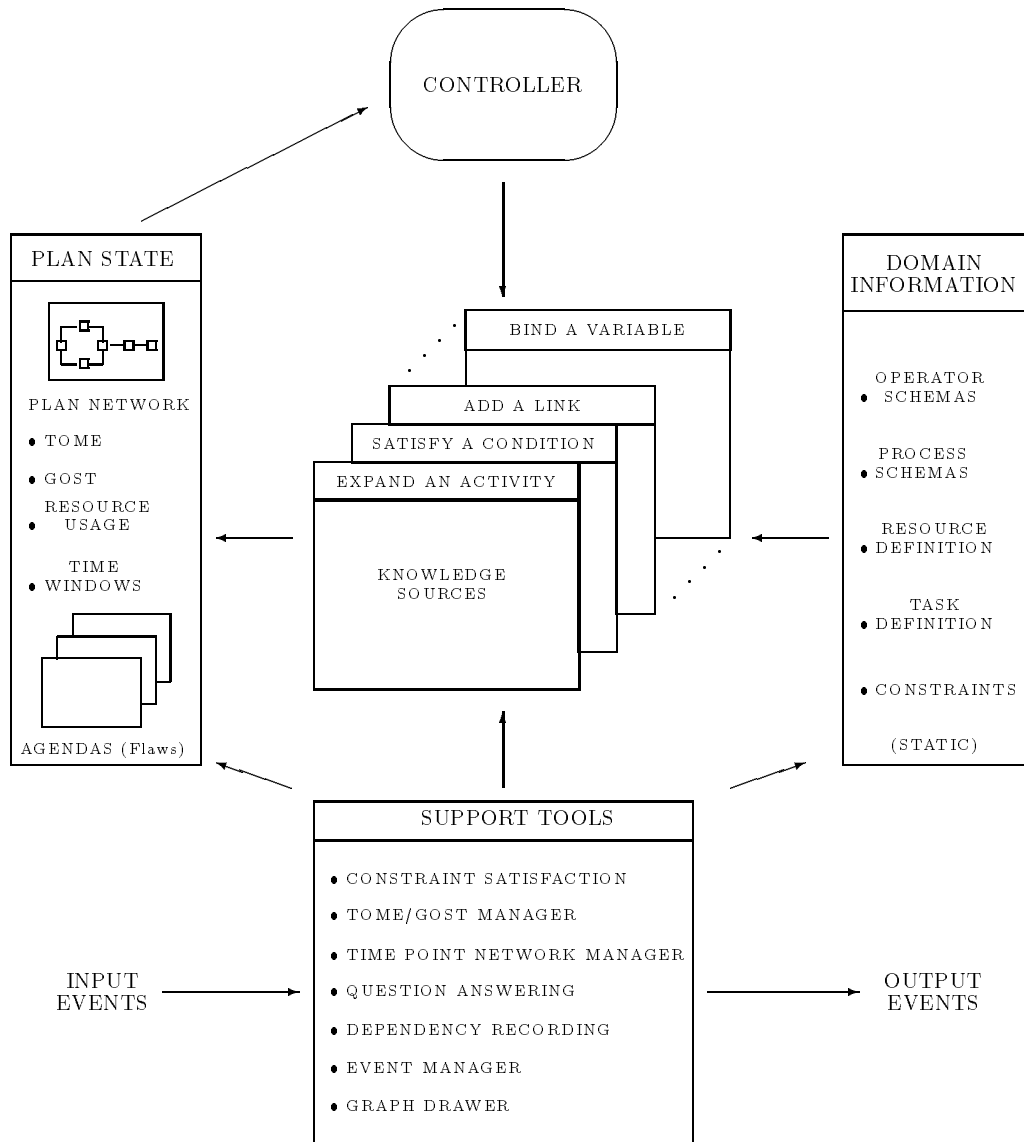 CONTROLLER
PLAN STATE
PLAN NETWORK
• TOME
• GOST
RESOURCE
• USAGE
TIME
• WINDOWS
AGENDAS (Flaws)
BIND A VARIABLE
ADD A LINK
SATISFY A CONDITION
EXPAND AN ACTIVITY
KNOWLEDGE
SOURCES
DOMAIN
INFORMATION
OPERATOR
• SCHEMAS
PROCESS
• SCHEMAS
RESOURCE
• DEFINITION
TASK
• DEFINITION
• CONSTRAINTS
(STATIC)
SUPPORT TOOLS
• CONSTRAINT SATISFACTION
• TOME/GOST MANAGER
• TIME POINT NETWORK MANAGER
• QUESTION ANSWERING
• DEPENDENCY RECORDING
• EVENT MANAGER
• GRAPH DRAWER
INPUT
EVENTS
OUTPUT
EVENTS